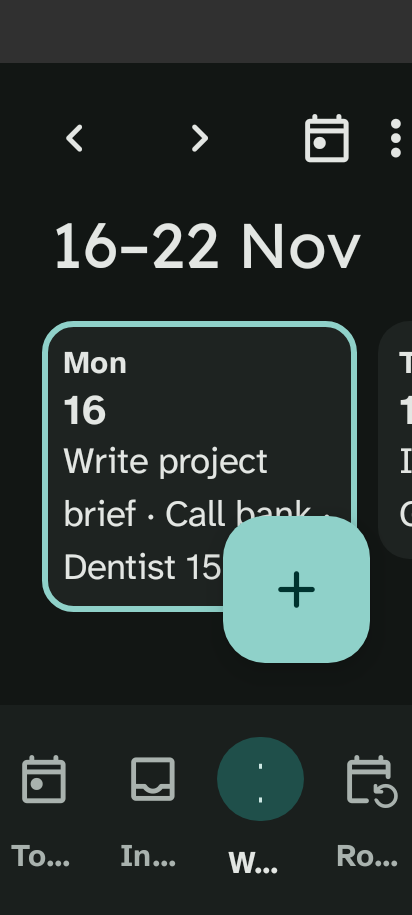 16–22 Nov
Mon
16
Write project
brief · Call bank ·
Dentist 15
To...
In...
W...
Ro...